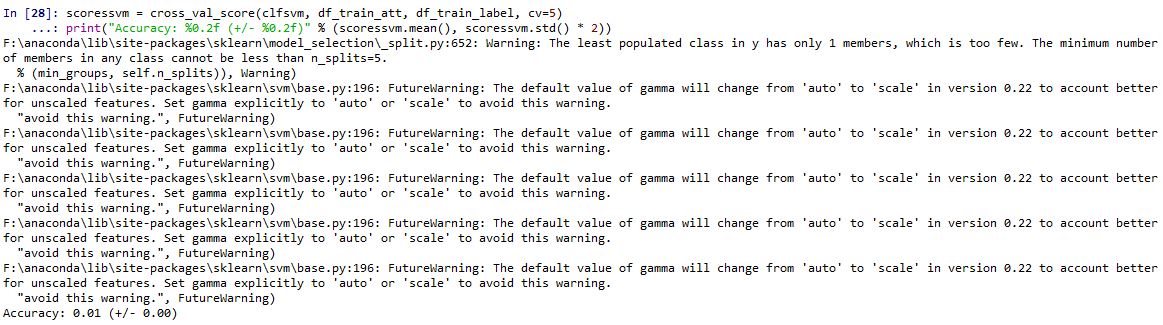 In [28]: scoressvm = cross_val_score(clfsvm, df_train_att, df_train_label, cv=5)
    ...: print("Accuracy: %0.2f (+/- %0.2f)" % (scoressvm.mean(), scoressvm.std() * 2))
F:\anaconda\lib\site-packages\sklearn\model_selection\_split.py:652: Warning: The least populated class in y has only 1 members, which is too few. The minimum number
of members in any class cannot be less than n_splits=5.
  % (min_groups, self.n_splits)), Warning)
F:\anaconda\lib\site-packages\sklearn\svm\base.py:196: FutureWarning: The default value of gamma will change from 'auto' to 'scale' in version 0.22 to account better
for unscaled features. Set gamma explicitly to 'auto' or 'scale' to avoid this warning.
  "avoid this warning.", FutureWarning)
F:\anaconda\lib\site-packages\sklearn\svm\base.py:196: FutureWarning: The default value of gamma will change from 'auto' to 'scale' in version 0.22 to account better
for unscaled features. Set gamma explicitly to 'auto' or 'scale' to avoid this warning.
  "avoid this warning.", FutureWarning)
F:\anaconda\lib\site-packages\sklearn\svm\base.py:196: FutureWarning: The default value of gamma will change from 'auto' to 'scale' in version 0.22 to account better
for unscaled features. Set gamma explicitly to 'auto' or 'scale' to avoid this warning.
  "avoid this warning.", FutureWarning)
F:\anaconda\lib\site-packages\sklearn\svm\base.py:196: FutureWarning: The default value of gamma will change from 'auto' to 'scale' in version 0.22 to account better
for unscaled features. Set gamma explicitly to 'auto' or 'scale' to avoid this warning.
  "avoid this warning.", FutureWarning)
F:\anaconda\lib\site-packages\sklearn\svm\base.py:196: FutureWarning: The default value of gamma will change from 'auto' to 'scale' in version 0.22 to account better
for unscaled features. Set gamma explicitly to 'auto' or 'scale' to avoid this warning.
  "avoid this warning.", FutureWarning)
Accuracy: 0.01 (+/- 0.00)